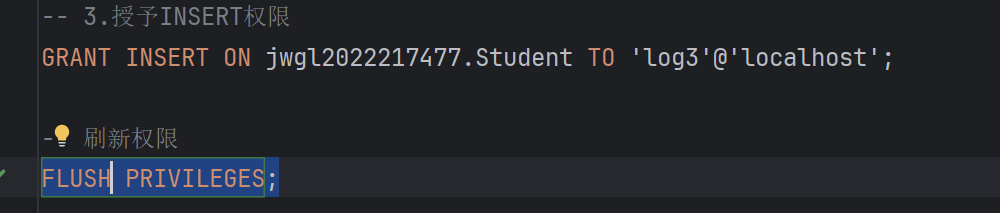 -- 3.授予INSERT权限
GRANT INSERT ON jwgl2022217477.Student TO 'log3'@'localhost';
- 刷新权限
FLUSH PRIVILEGES;